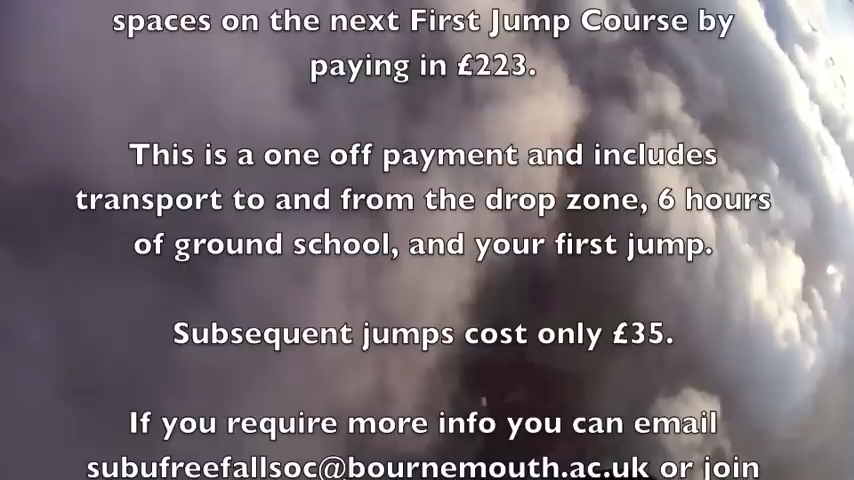 spaces on the next First Jump Course by
paying in £223.
This is a one off payment and includes
transport to and from the drop zone, 6 hours
of ground school, and your first jump.
Subsequent jumps cost only £35.
If you require more info you can email
subufreefallsoc@bournemouth.ac.uk or join